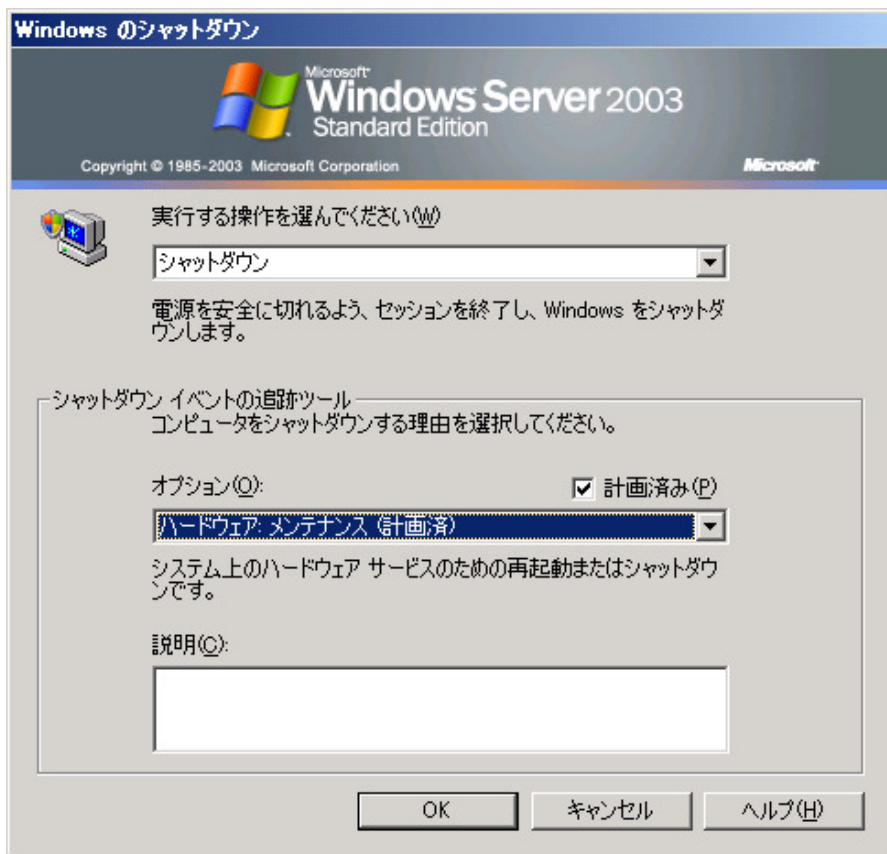 Windows のシャットダウン
Microsoft
Windows Server 2003
Standard Edition
Copyright © 1985-2003 Microsoft Corporation
Microsoft
実行する操作を選んでください(W)
シャットダウン
電源を安全に切れるよう、セッションを終了し、Windows をシャットダ
ウンします。
シャットダウン イベントの追跡ツール
コンピュータをシャットダウンする理由を選択してください。
オプション(O):
計画済み(P)
ハードウェア: メンテナンス (計画済)
システム上のハードウェア サービスのための再起動またはシャットダウ
ンです。
説明(C):
OK
キャンセル
ヘルプ(H)